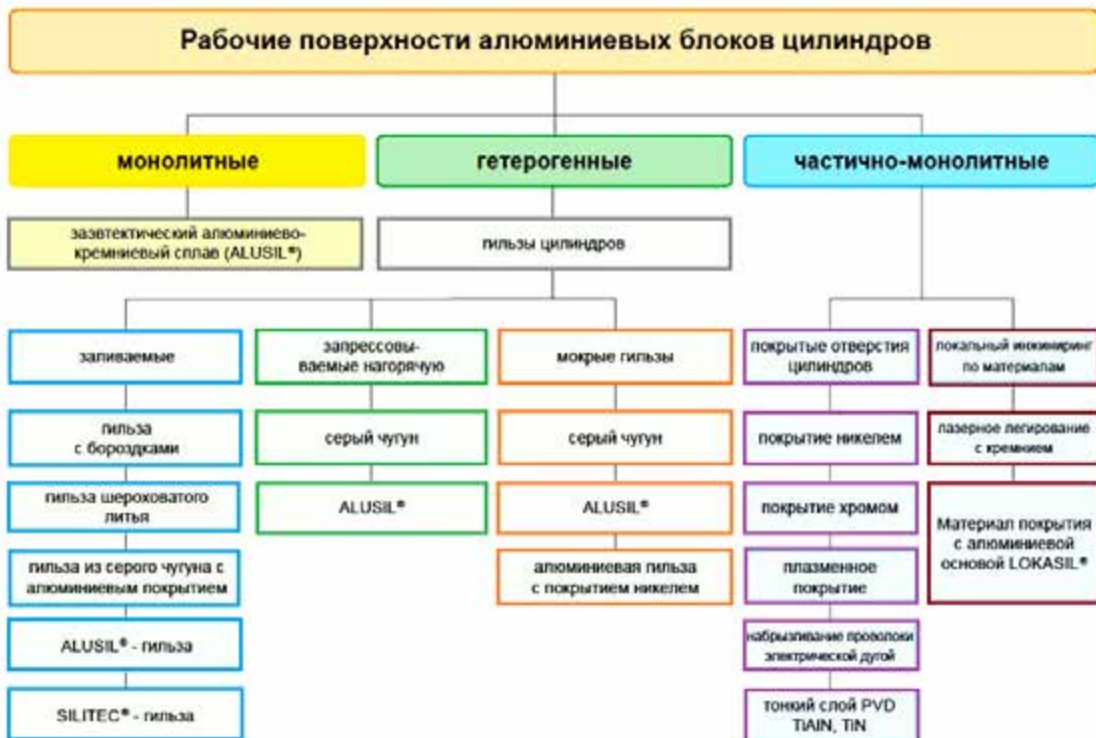 Рабочие поверхности алюминиевых блоков цилиндров
монолитные
гетерогенные
частично-монолитные
заэвтектический алюминиево-
кремниевый сплав (ALUSIL®)
гильзы цилиндров
заливаемые
гильза
с бороздками
гильза шероховатого
литья
гильза из серого чугуна с
алюминиевым покрытием
ALUSIL® - гильза
SILITEC® - гильза
запрессовы-
ваемые нагорячую
серый чугун
ALUSIL®
мокрые гильзы
серый чугун
ALUSIL®
алюминиевая гильза
с покрытием никелем
покрытые отверстия
цилиндров
покрытие никелем
покрытие хромом
плазменное
покрытие
набрызгивание проволоки
электрической дугой
тонкий слой PVD
TiAlN, TiN
локальный инжиниринг
по материалам
лазерное легирование
с кремнием
Материал покрытия
с алюминиевой
основой LOKASIL®